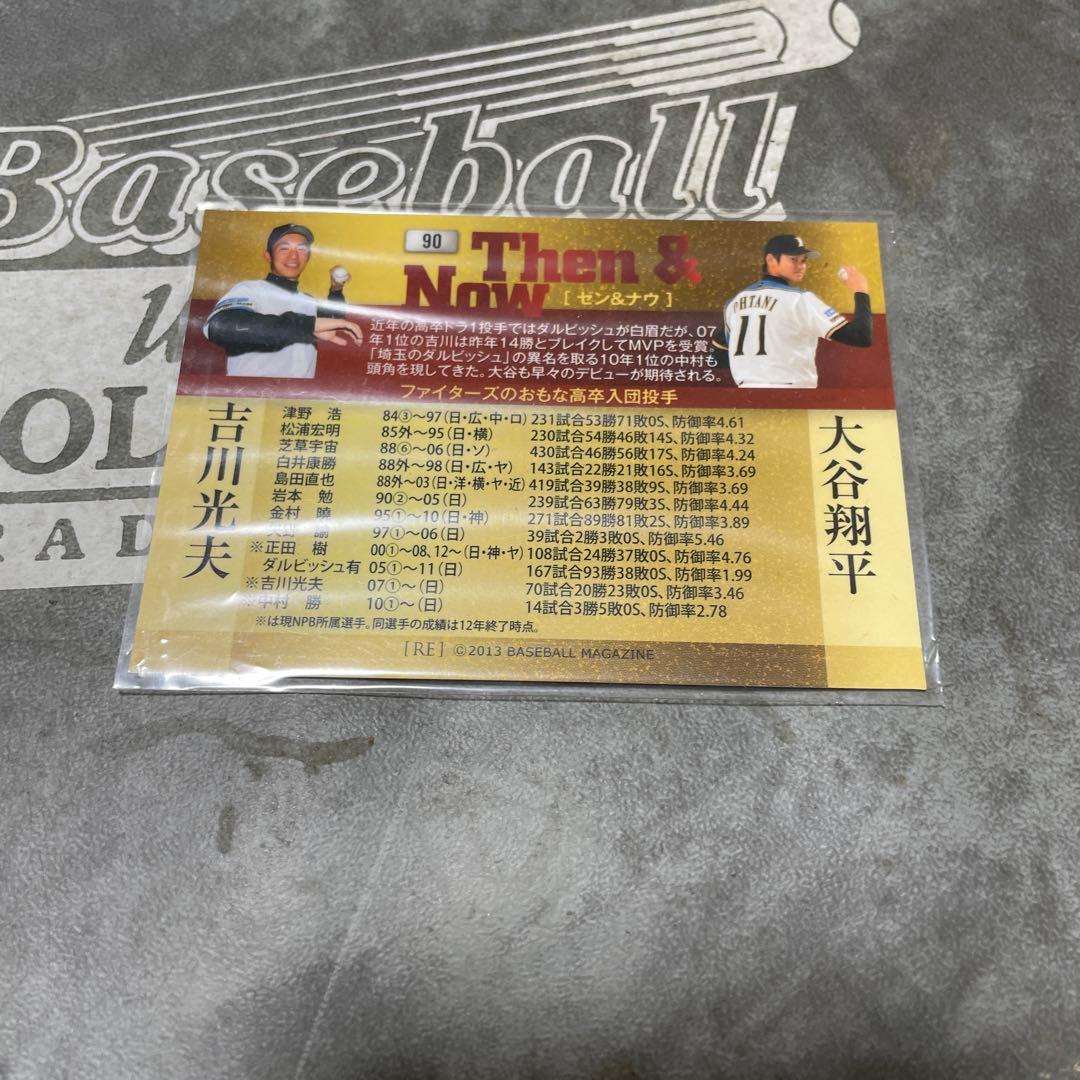 Baseball
OL
RAD
90
Then &
Now
[ ゼン&ナウ ]
OHTANI
11
近年の高卒ドラ1投手ではダルビッシュが白眉だが、07
年1位の吉川は昨年14勝とブレイクしてMVPを受賞。
「埼玉のダルビッシュ」の異名を取る10年1位の中村も
頭角を現してきた。大谷も早々のデビューが期待される。
ファイターズのおもな高卒入団投手
吉川光夫
大谷翔平
津野 浩 84③～97(日・広・中・ロ) 231試合53勝71敗0S、防御率4.61
松浦宏明 85外～95(日・横) 230試合54勝46敗14S、防御率4.32
芝草宇宙 88⑥～06(日・ソ) 430試合46勝56敗17S、防御率4.24
白井康勝 88外～98(日・広・ヤ) 143試合22勝21敗16S、防御率3.69
島田直也 88外～03(日・洋・横・ヤ・近) 419試合39勝38敗9S、防御率3.69
岩本 勉 90②～05(日) 239試合63勝79敗3S、防御率4.44
金村 曉 95①～10(日・神) 271試合89勝81敗2S、防御率3.89
矢野 諭 97①～06(日) 39試合2勝3敗0S、防御率5.46
※正田 樹 00①～08、12～(日・神・ヤ) 108試合24勝37敗0S、防御率4.76
ダルビッシュ有 05①～11(日) 167試合93勝38敗0S、防御率1.99
※吉川光夫 07①～(日) 70試合20勝23敗0S、防御率3.46
※中村 勝 10①～(日) 14試合3勝5敗0S、防御率2.78
※は現NPB所属選手。同選手の成績は12年終了時点。
[RE] ©2013 BASEBALL MAGAZINE